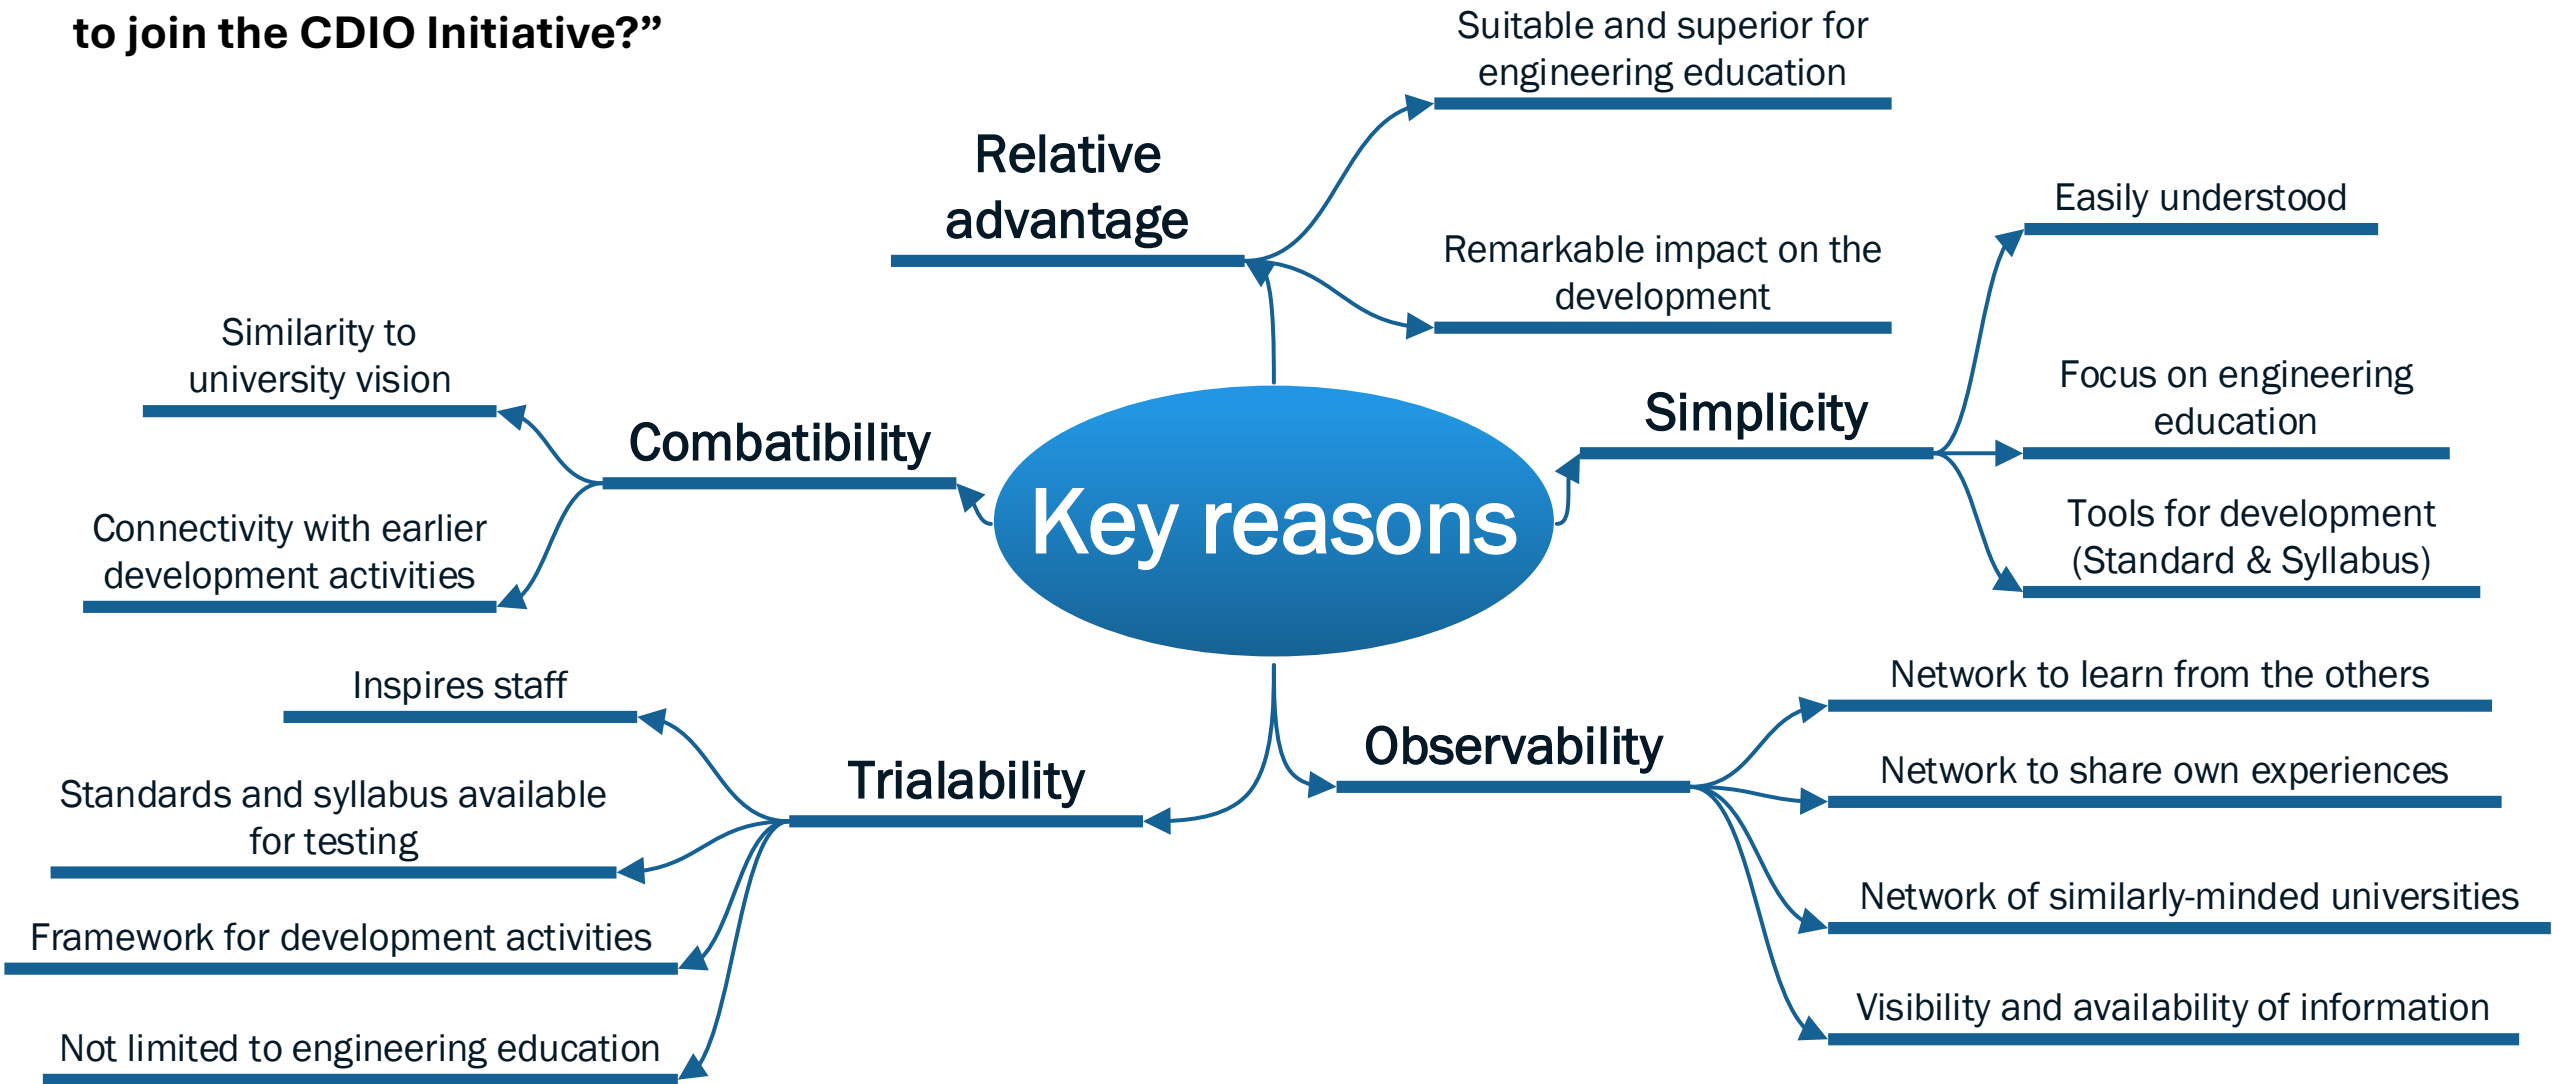 to join the CDIO Initiative?”
Suitable and superior for
engineering education
Relative
advantage
Remarkable impact on the
development
Easily understood
Focus on engineering
education
Simplicity
Tools for development
(Standard & Syllabus)
Similarity to
university vision
Combatibility
Connectivity with earlier
development activities
Key reasons
Inspires staff
Trialability
Standards and syllabus available
for testing
Framework for development activities
Not limited to engineering education
Observability
Network to learn from the others
Network to share own experiences
Network of similarly-minded universities
Visibility and availability of information